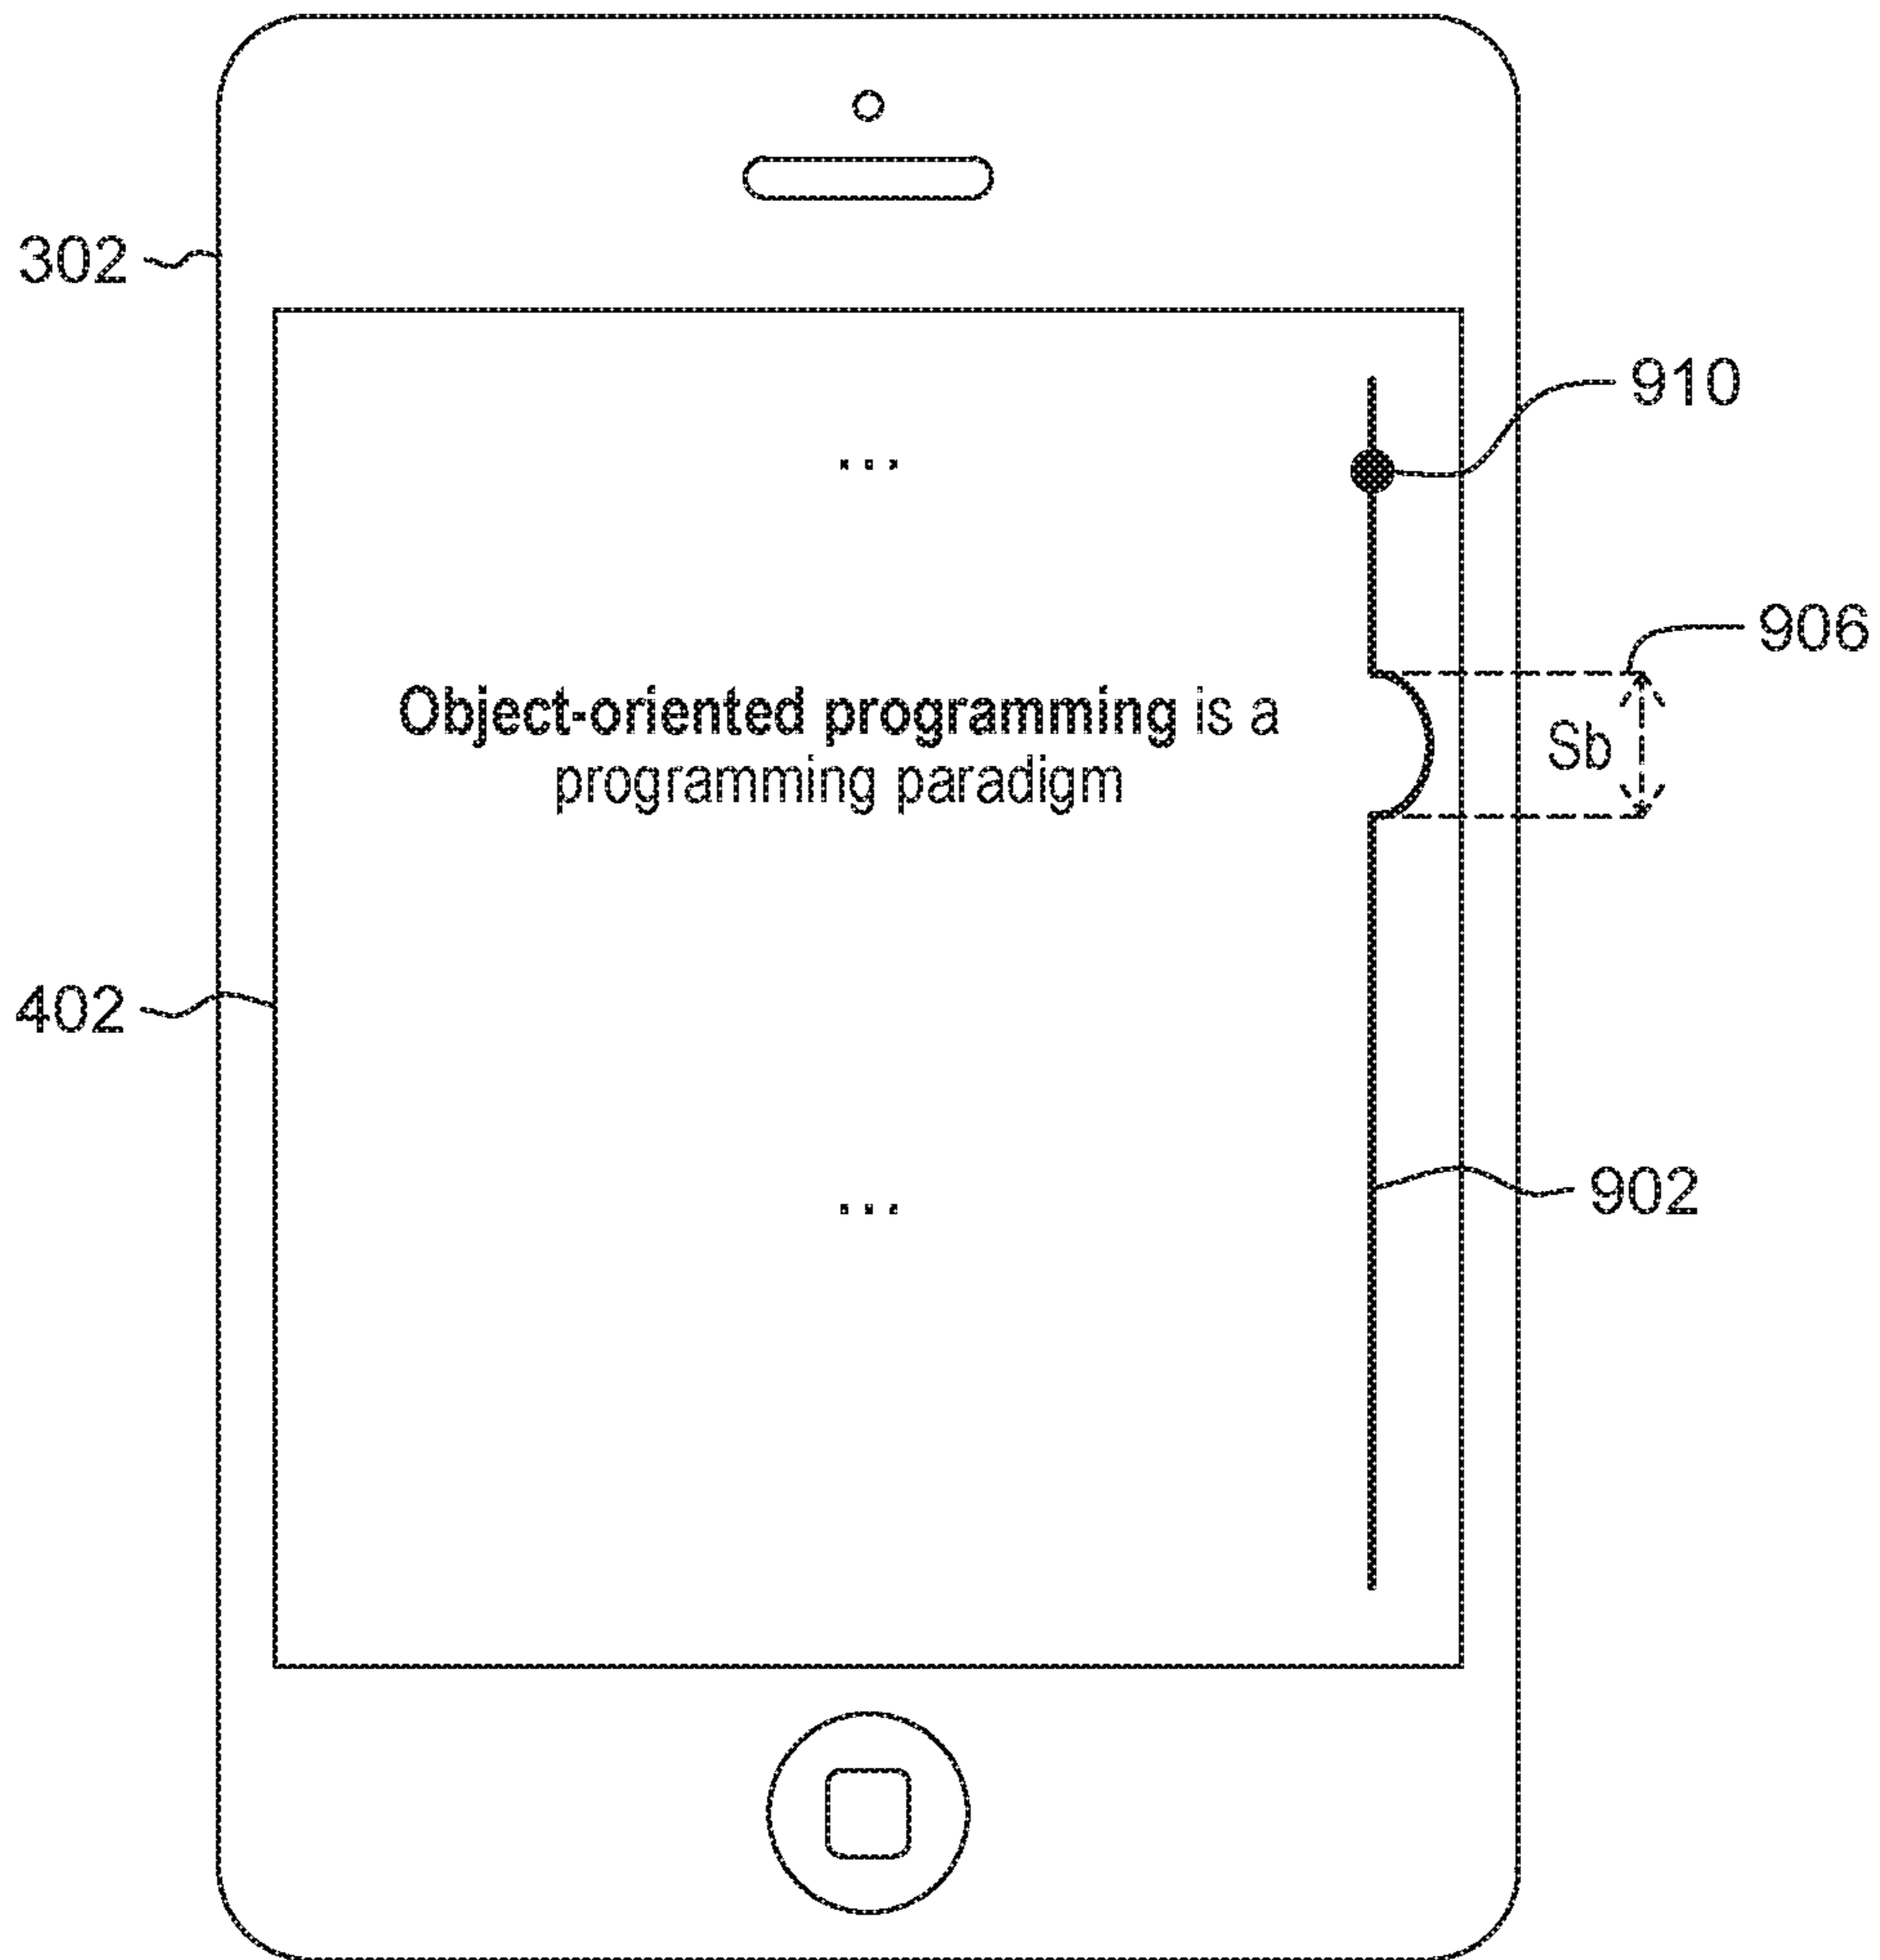 302
910
...
906
Object-oriented programming is a
Sb
programming paradigm
402
902
...